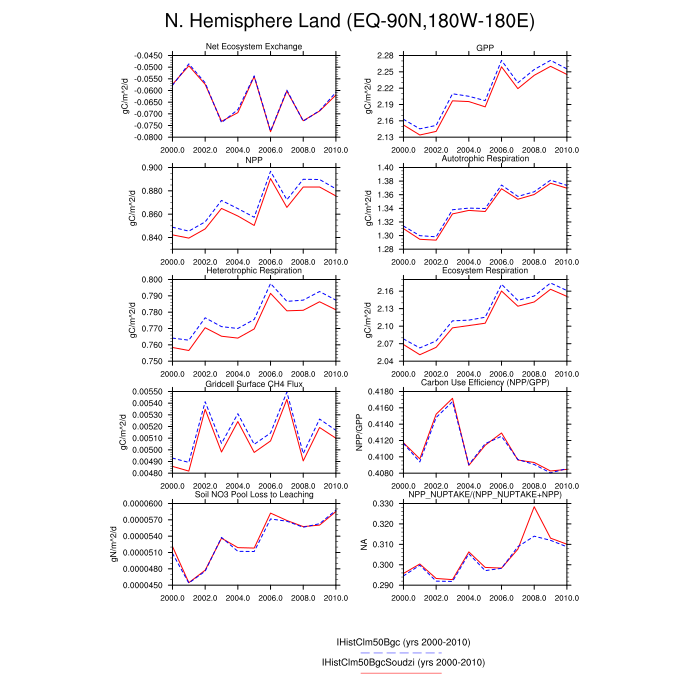 N. Hemisphere Land (EQ-90N,180W-180E)
Net Ecosystem Exchange
gC/m^2/d
-0.0450
-0.0500
-0.0550
-0.0600
-0.0650
-0.0700
-0.0750
-0.0800
2000.0 2002.0 2004.0 2006.0 2008.0 2010.0
GPP
gC/m^2/d
2.28
2.25
2.22
2.19
2.16
2.13
2000.0 2002.0 2004.0 2006.0 2008.0 2010.0
NPP
gC/m^2/d
0.900
0.880
0.860
0.840
2000.0 2002.0 2004.0 2006.0 2008.0 2010.0
Autotrophic Respiration
gC/m^2/d
1.40
1.38
1.36
1.34
1.32
1.30
1.28
2000.0 2002.0 2004.0 2006.0 2008.0 2010.0
Heterotrophic Respiration
gC/m^2/d
0.800
0.790
0.780
0.770
0.760
0.750
2000.0 2002.0 2004.0 2006.0 2008.0 2010.0
Ecosystem Respiration
gC/m^2/d
2.16
2.13
2.10
2.07
2.04
2000.0 2002.0 2004.0 2006.0 2008.0 2010.0
Gridcell Surface CH4 Flux
gC/m^2/d
0.00550
0.00540
0.00530
0.00520
0.00510
0.00500
0.00490
0.00480
2000.0 2002.0 2004.0 2006.0 2008.0 2010.0
Carbon Use Efficiency (NPP/GPP)
NPP/GPP
0.4180
0.4160
0.4140
0.4120
0.4100
0.4080
2000.0 2002.0 2004.0 2006.0 2008.0 2010.0
Soil NO3 Pool Loss to Leaching
gN/m^2/d
0.0000600
0.0000570
0.0000540
0.0000510
0.0000480
0.0000450
2000.0 2002.0 2004.0 2006.0 2008.0 2010.0
NPP_NUPTAKE/(NPP_NUPTAKE+NPP)
NA
0.330
0.320
0.310
0.300
0.290
2000.0 2002.0 2004.0 2006.0 2008.0 2010.0
IHistClm50Bgc (yrs 2000-2010)
IHistClm50BgcSoudzi (yrs 2000-2010)